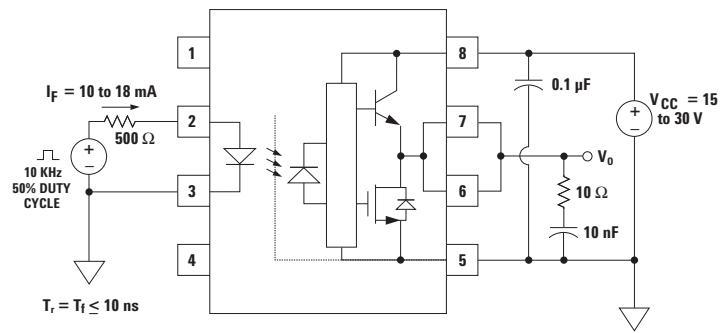 1
8
I_F = 10 to 18 mA
0.1 µF
V_CC = 15
to 30 V
2
7
500 Ω
+
–
+
–
V_o
10 KHz
50% DUTY
CYCLE
3
6
10 Ω
10 nF
4
5
T_r = T_f ≤ 10 ns